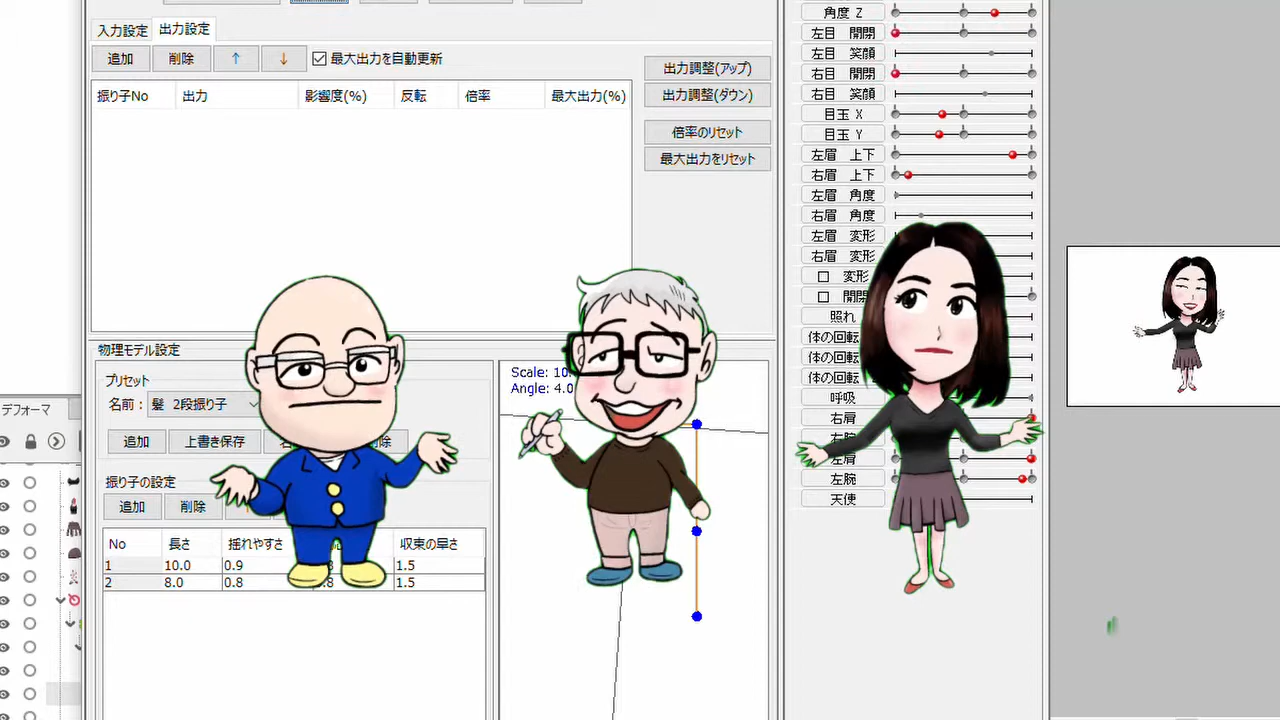 入力設定 出力設定
追加 削除 ↑ ↓ 最大出力を自動更新
振り子No 出力 影響度(%) 反転 倍率 最大出力(%)
出力調整(アップ)
出力調整(ダウン)
倍率のリセット
最大出力をリセット
物理モデル設定
プリセット
名前： 髪 2段振り子
追加 上書き保存
振り子の設定
追加 削除
No 長さ 揺れやすさ 収束の早さ
1 10.0 0.9 1.5
2 8.0 0.8 1.5
Scale: 10
Angle: 4.0
角度 Z
左目 開閉
左目 笑顔
右目 開閉
右目 笑顔
目玉 X
目玉 Y
左眉 上下
右眉 上下
左眉 角度
右眉 角度
左眉 変形
右眉 変形
口 変形
口 開閉
照れ
体の回転
体の回転
体の回転
呼吸
右肩
右腕
左肩
左腕
天使
デフォーマ